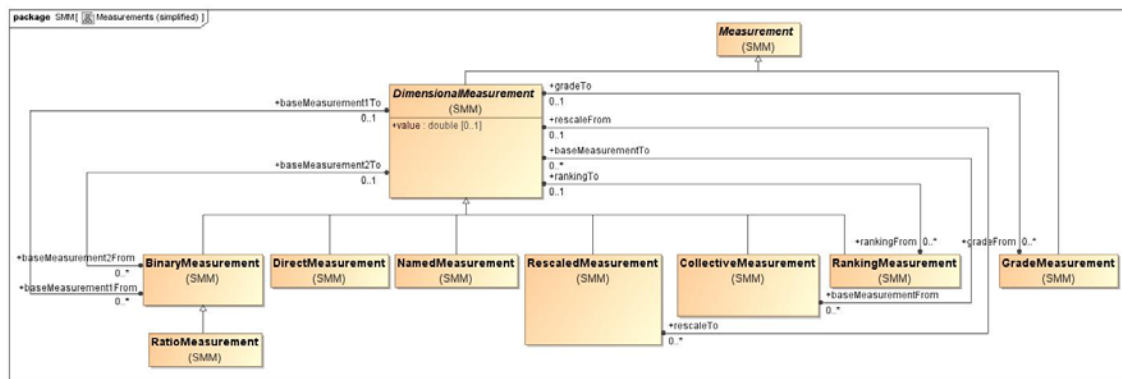 package SMM[ Measurements (simplified) ]
Measurement
(SMM)
DimensionalMeasurement
(SMM)
+value : double [0..1]
+baseMeasurement1To
0..1
+baseMeasurement2To
0..1
+gradeTo
0..1
+rescaleFrom
0..1
+baseMeasurementTo
0..*
+rankingTo
0..1
+rankingFrom 0..*
+gradeFrom 0..*
+baseMeasurement2From
0..*
+baseMeasurement1From
0..*
BinaryMeasurement
(SMM)
DirectMeasurement
(SMM)
NamedMeasurement
(SMM)
RescaledMeasurement
(SMM)
CollectiveMeasurement
(SMM)
RankingMeasurement
(SMM)
GradeMeasurement
(SMM)
+baseMeasurementFrom
0..*
+rescaleTo
0..*
RatioMeasurement
(SMM)